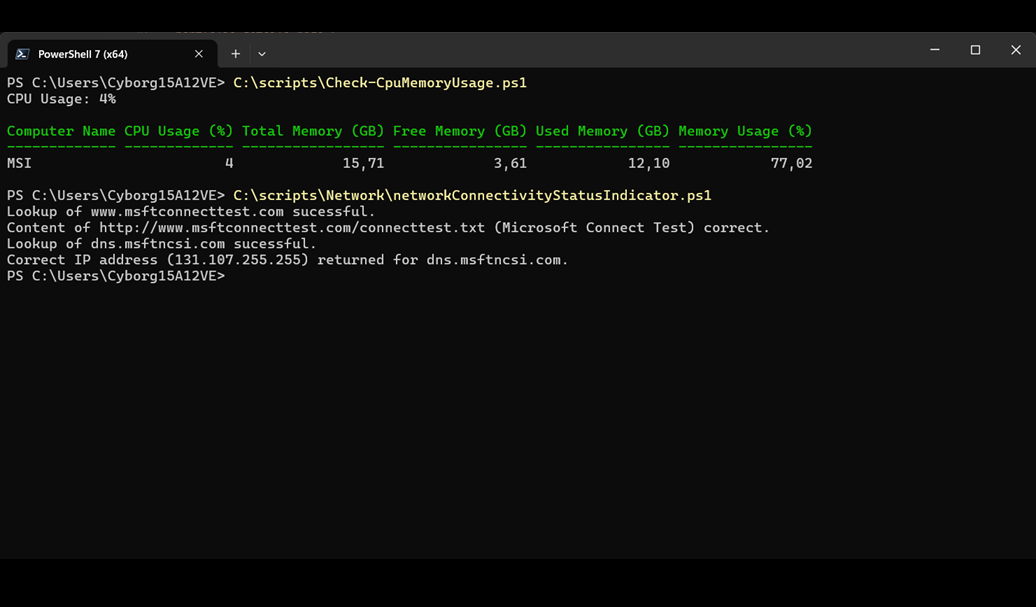 PowerShell 7 (x64)
PS C:\Users\Cyborg15A12VE> C:\scripts\Check-CpuMemoryUsage.ps1
CPU Usage: 4%
Computer Name CPU Usage (%) Total Memory (GB) Free Memory (GB) Used Memory (GB) Memory Usage (%)
------------- ------------- ----------------- ---------------- ---------------- ----------------
MSI 4 15,71 3,61 12,10 77,02
PS C:\Users\Cyborg15A12VE> C:\scripts\Network\networkConnectivityStatusIndicator.ps1
Lookup of www.msftconnecttest.com sucessful.
Content of http://www.msftconnecttest.com/connecttest.txt (Microsoft Connect Test) correct.
Lookup of dns.msftncsi.com sucessful.
Correct IP address (131.107.255.255) returned for dns.msftncsi.com.
PS C:\Users\Cyborg15A12VE>